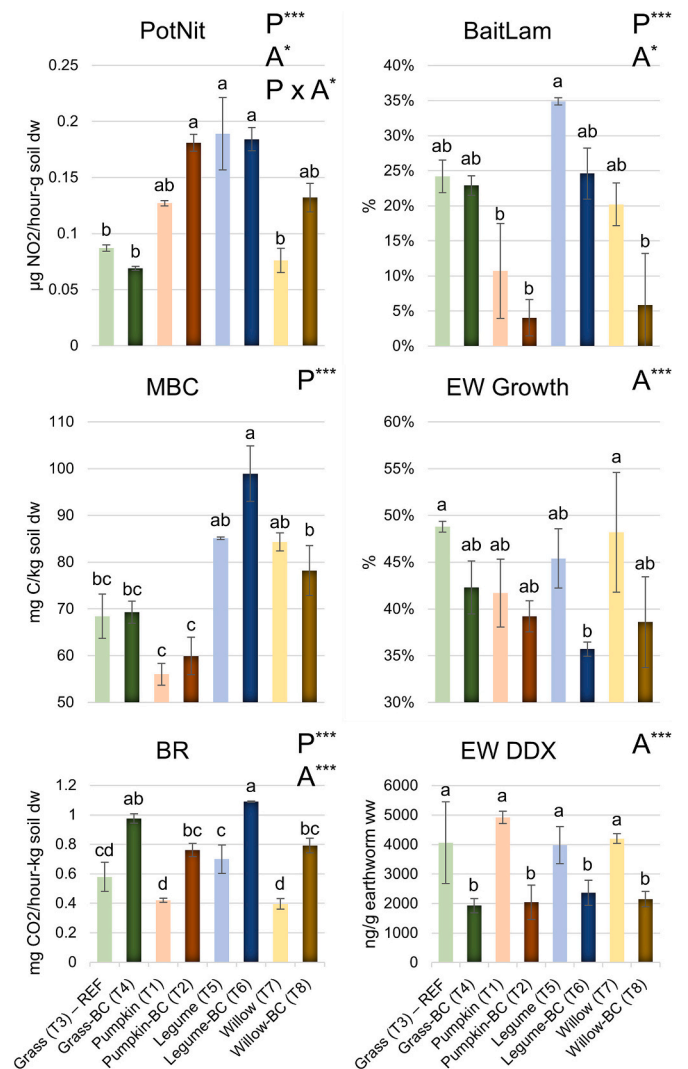 PotNit
P***
A*
P x A*
µg NO2/hour-g soil dw
0.25
0.2
0.15
0.1
0.05
0
b
b
ab
a
a
a
b
ab
BaitLam
P***
A*
%
40%
35%
30%
25%
20%
15%
10%
5%
0%
ab
ab
b
b
a
ab
ab
b
MBC
P***
mg C/kg soil dw
110
100
90
80
70
60
50
bc
bc
c
c
ab
a
ab
b
EW Growth
A***
%
60%
55%
50%
45%
40%
35%
30%
a
ab
ab
ab
ab
b
a
ab
BR
P***
A***
mg CO2/hour-kg soil dw
1.2
1
0.8
0.6
0.4
0.2
0
cd
ab
d
bc
c
a
d
bc
Grass (T3) – REF
Grass-BC (T4)
Pumpkin (T1)
Pumpkin-BC (T2)
Legume (T5)
Legume-BC (T6)
Willow (T7)
Willow-BC (T8)
EW DDX
A***
ng/g earthworm ww
6000
5000
4000
3000
2000
1000
0
a
b
a
b
a
b
a
b
Grass (T3) – REF
Grass-BC (T4)
Pumpkin (T1)
Pumpkin-BC (T2)
Legume (T5)
Legume-BC (T6)
Willow (T7)
Willow-BC (T8)